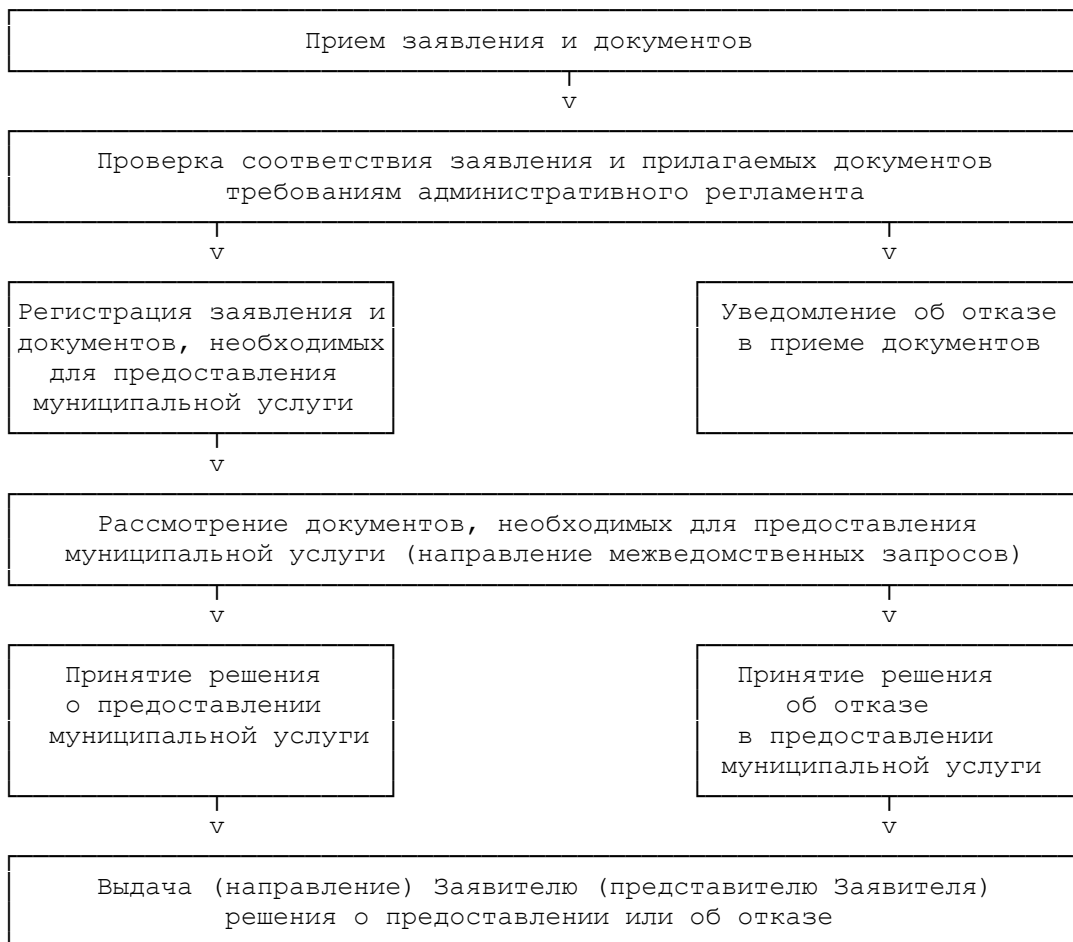 Прием заявления и документов
v
Проверка соответствия заявления и прилагаемых документов
требованиям административного регламента
v v
Регистрация заявления и
документов, необходимых
для предоставления
муниципальной услуги
Уведомление об отказе
в приеме документов
v
Рассмотрение документов, необходимых для предоставления
муниципальной услуги (направление межведомственных запросов)
v v
Принятие решения
о предоставлении
муниципальной услуги
Принятие решения
об отказе
в предоставлении
муниципальной услуги
v v
Выдача (направление) Заявителю (представителю Заявителя)
решения о предоставлении или об отказе